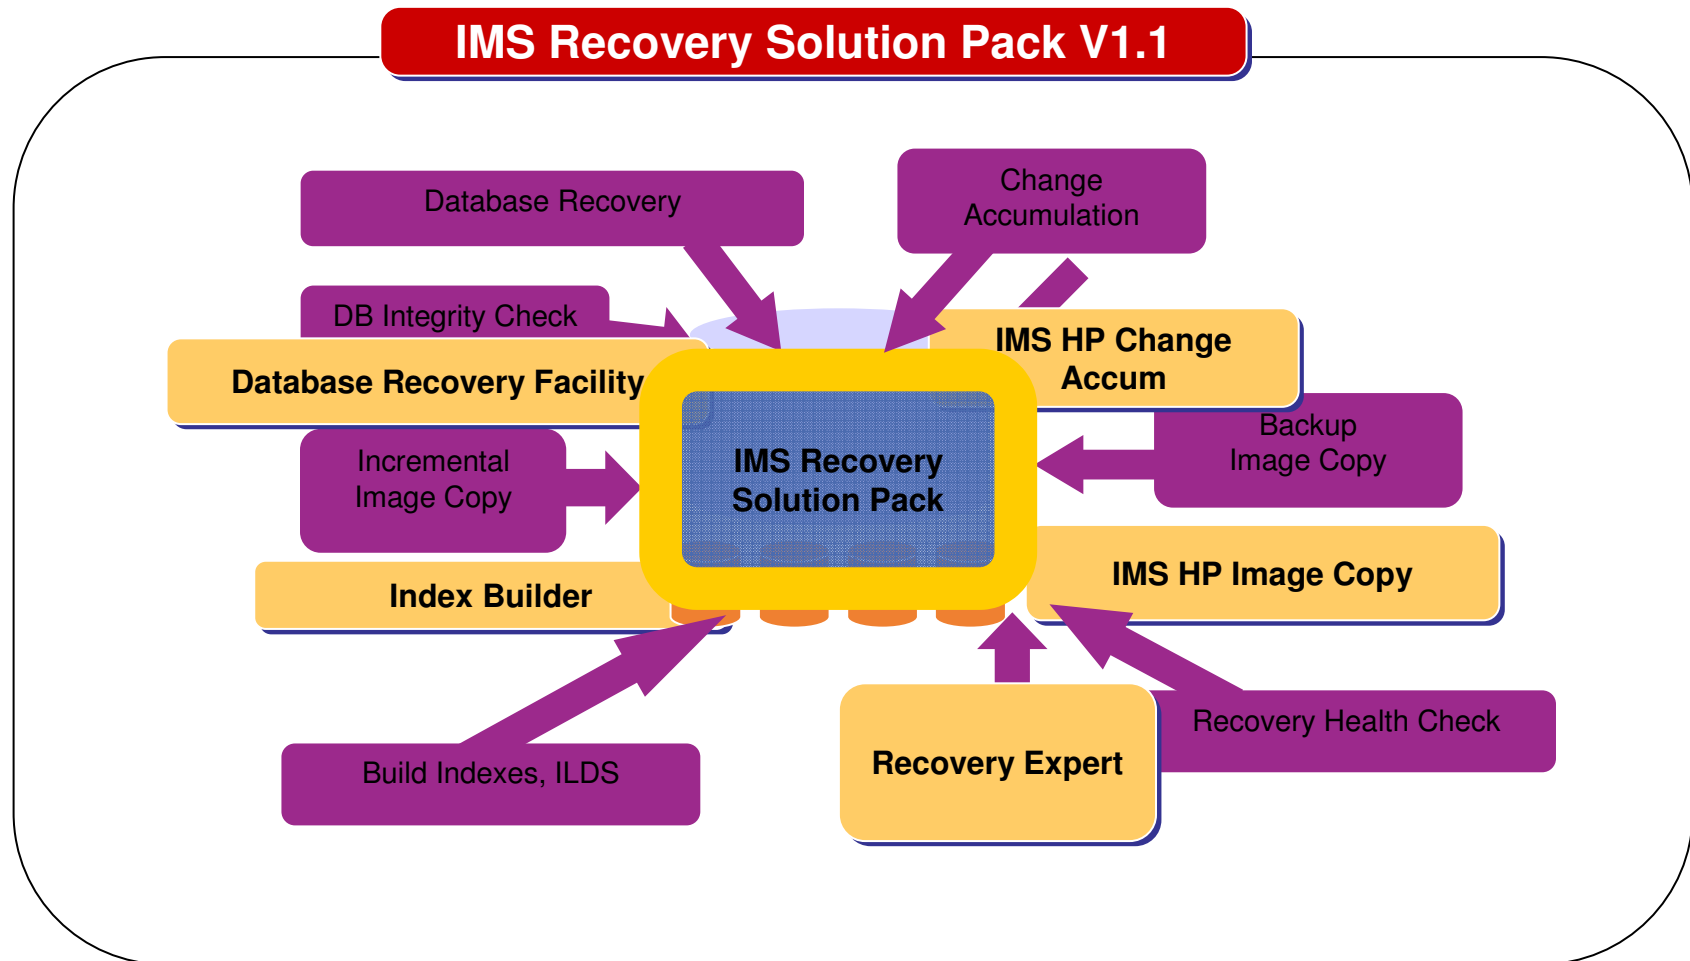 IMS Recovery Solution Pack V1.1
Database Recovery
Change
Accumulation
DB Integrity Check
IMS HP Change
Accum
Database Recovery Facility
Backup
Image Copy
Incremental
Image Copy
IMS Recovery
Solution Pack
Index Builder
IMS HP Image Copy
Recovery Health Check
Recovery Expert
Build Indexes, ILDS